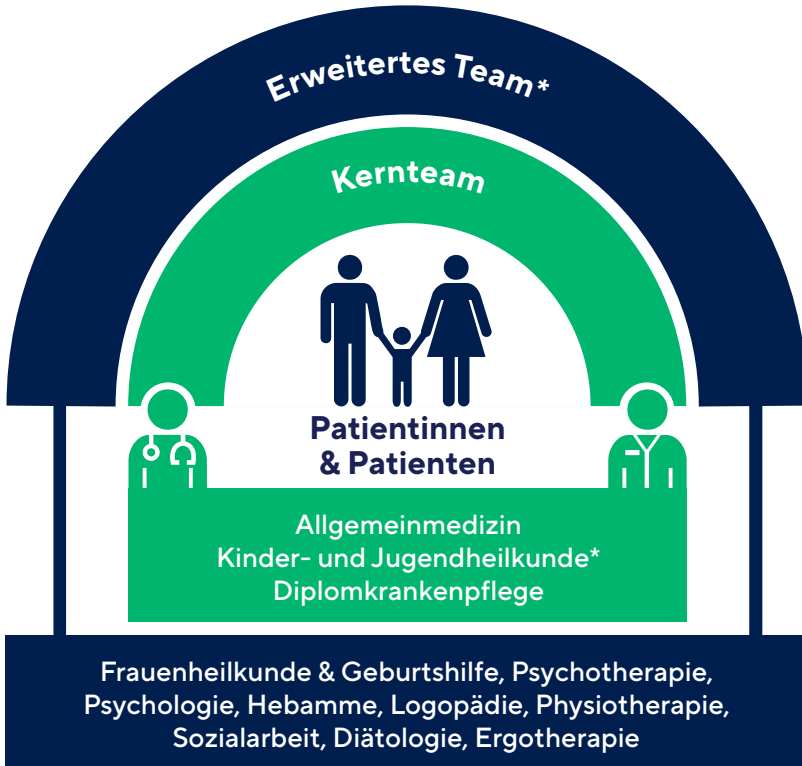 Erweitertes Team*
Kernteam
Patientinnen
& Patienten
Allgemeinmedizin
Kinder- und Jugendheilkunde*
Diplomkrankenpflege
Frauenheilkunde & Geburtshilfe, Psychotherapie,
Psychologie, Hebamme, Logopädie, Physiotherapie,
Sozialarbeit, Diätologie, Ergotherapie